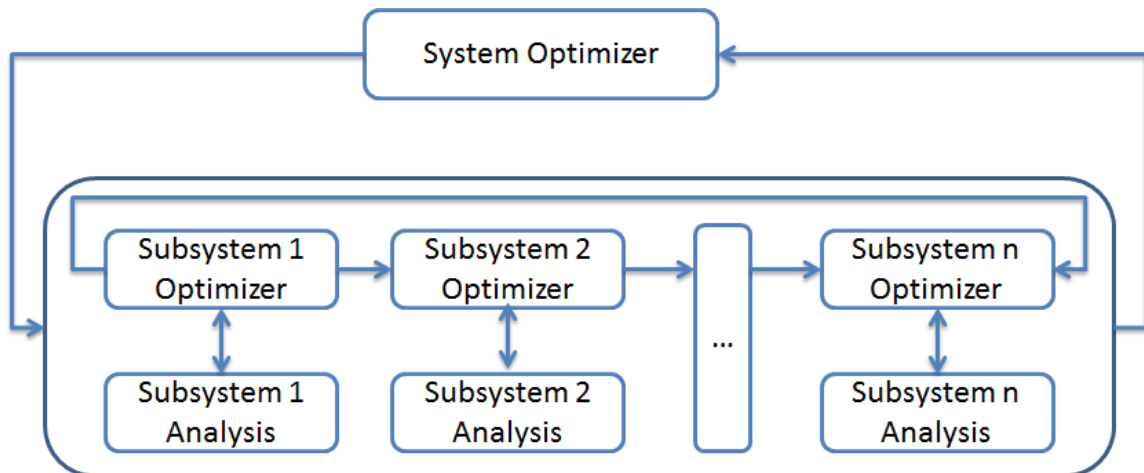 System Optimizer
Subsystem 1
Optimizer
Subsystem 2
Optimizer
...
Subsystem n
Optimizer
Subsystem 1
Analysis
Subsystem 2
Analysis
Subsystem n
Analysis